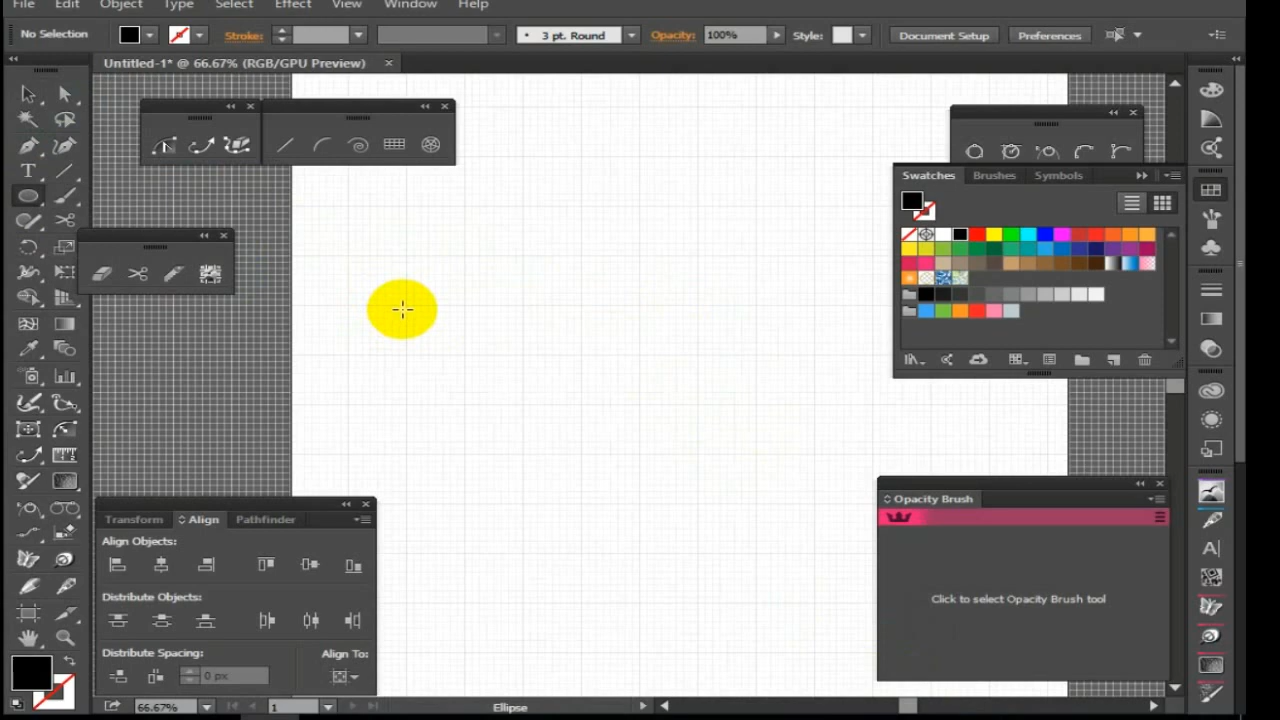 File Edit Object Type Select Effect View Window Help
No Selection Stroke: 3 pt. Round Opacity: 100% Style: Document Setup Preferences
Untitled-1* @ 66.67% (RGB/GPU Preview)
Swatches Brushes Symbols
Opacity Brush
Click to select Opacity Brush tool
Transform Align Pathfinder
Align Objects:
Distribute Objects:
Distribute Spacing: Align To:
0 px
66.67% 1 Ellipse